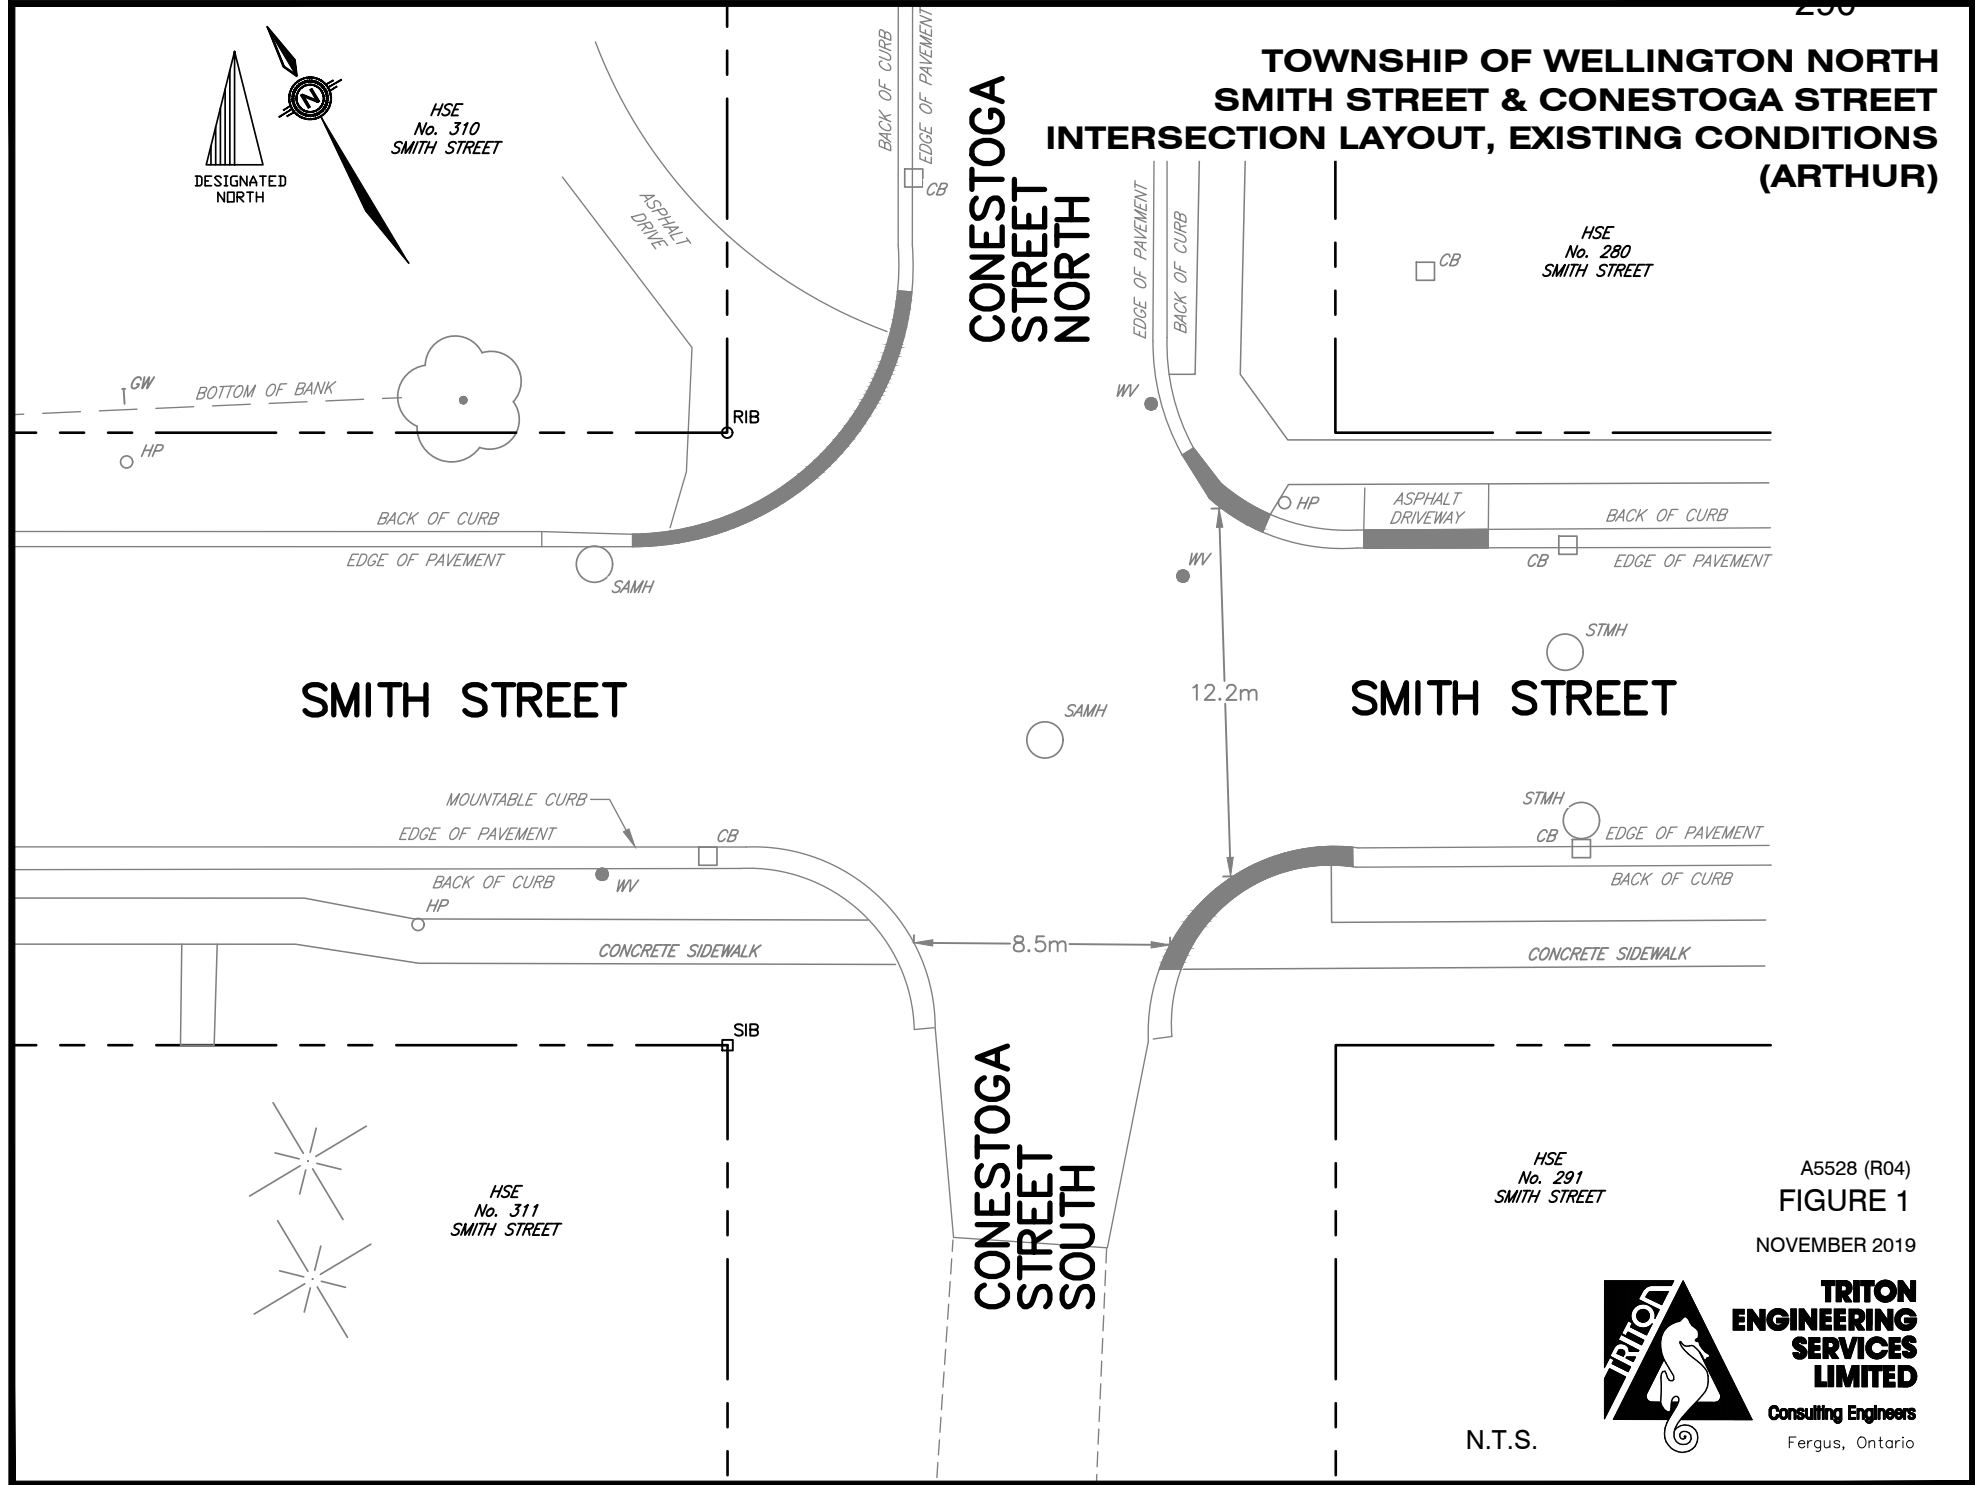 TOWNSHIP OF WELLINGTON NORTH
SMITH STREET & CONESTOGA STREET
INTERSECTION LAYOUT, EXISTING CONDITIONS
(ARTHUR)
N
DESIGNATED
NORTH
HSE
No. 310
SMITH STREET
ASPHALT
DRIVE
BACK OF CURB
EDGE OF PAVEMENT
CB
CONESTOGA
STREET
NORTH
EDGE OF PAVEMENT
BACK OF CURB
CB
HSE
No. 280
SMITH STREET
GW
BOTTOM OF BANK
HP
RIB
WV
BACK OF CURB
EDGE OF PAVEMENT
SAMH
HP
ASPHALT
DRIVEWAY
BACK OF CURB
CB
EDGE OF PAVEMENT
WV
STMH
SMITH STREET
12.2m
SMITH STREET
SAMH
MOUNTABLE CURB
EDGE OF PAVEMENT
CB
BACK OF CURB
WV
HP
CONCRETE SIDEWALK
8.5m
STMH
CB
EDGE OF PAVEMENT
BACK OF CURB
CONCRETE SIDEWALK
SIB
CONESTOGA
STREET
SOUTH
HSE
No. 311
SMITH STREET
HSE
No. 291
SMITH STREET
A5528 (R04)
FIGURE 1
NOVEMBER 2019
TRITON
TRITON
ENGINEERING
SERVICES
LIMITED
Consulting Engineers
Fergus, Ontario
N.T.S.